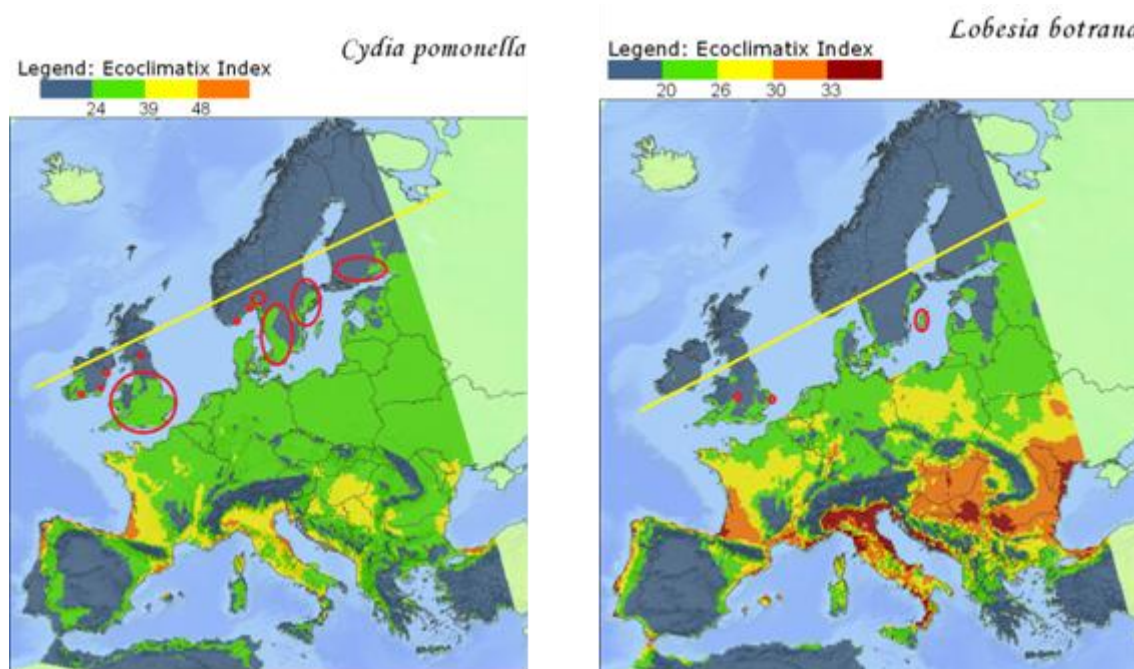 Cydia pomonella
Legend: Ecoclimatix Index
24 39 48
Lobesia botrana
Legend: Ecoclimatix Index
20 26 30 33